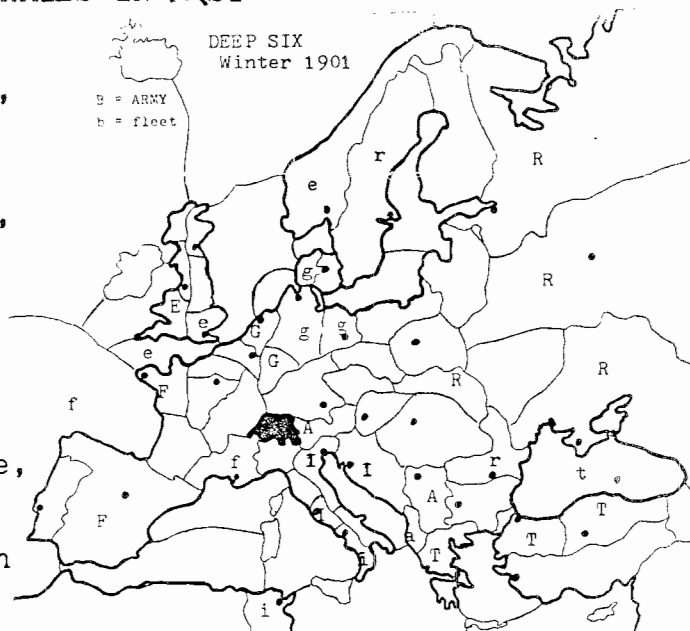 DEEP SIX
Winter 1901
B = ARMY
b = fleet
r
R
e
g
R
E
e
G
g
g
e
G
F
R
R
f
A
f
I
I
r
t
A
F
T
T
a
T
i
i